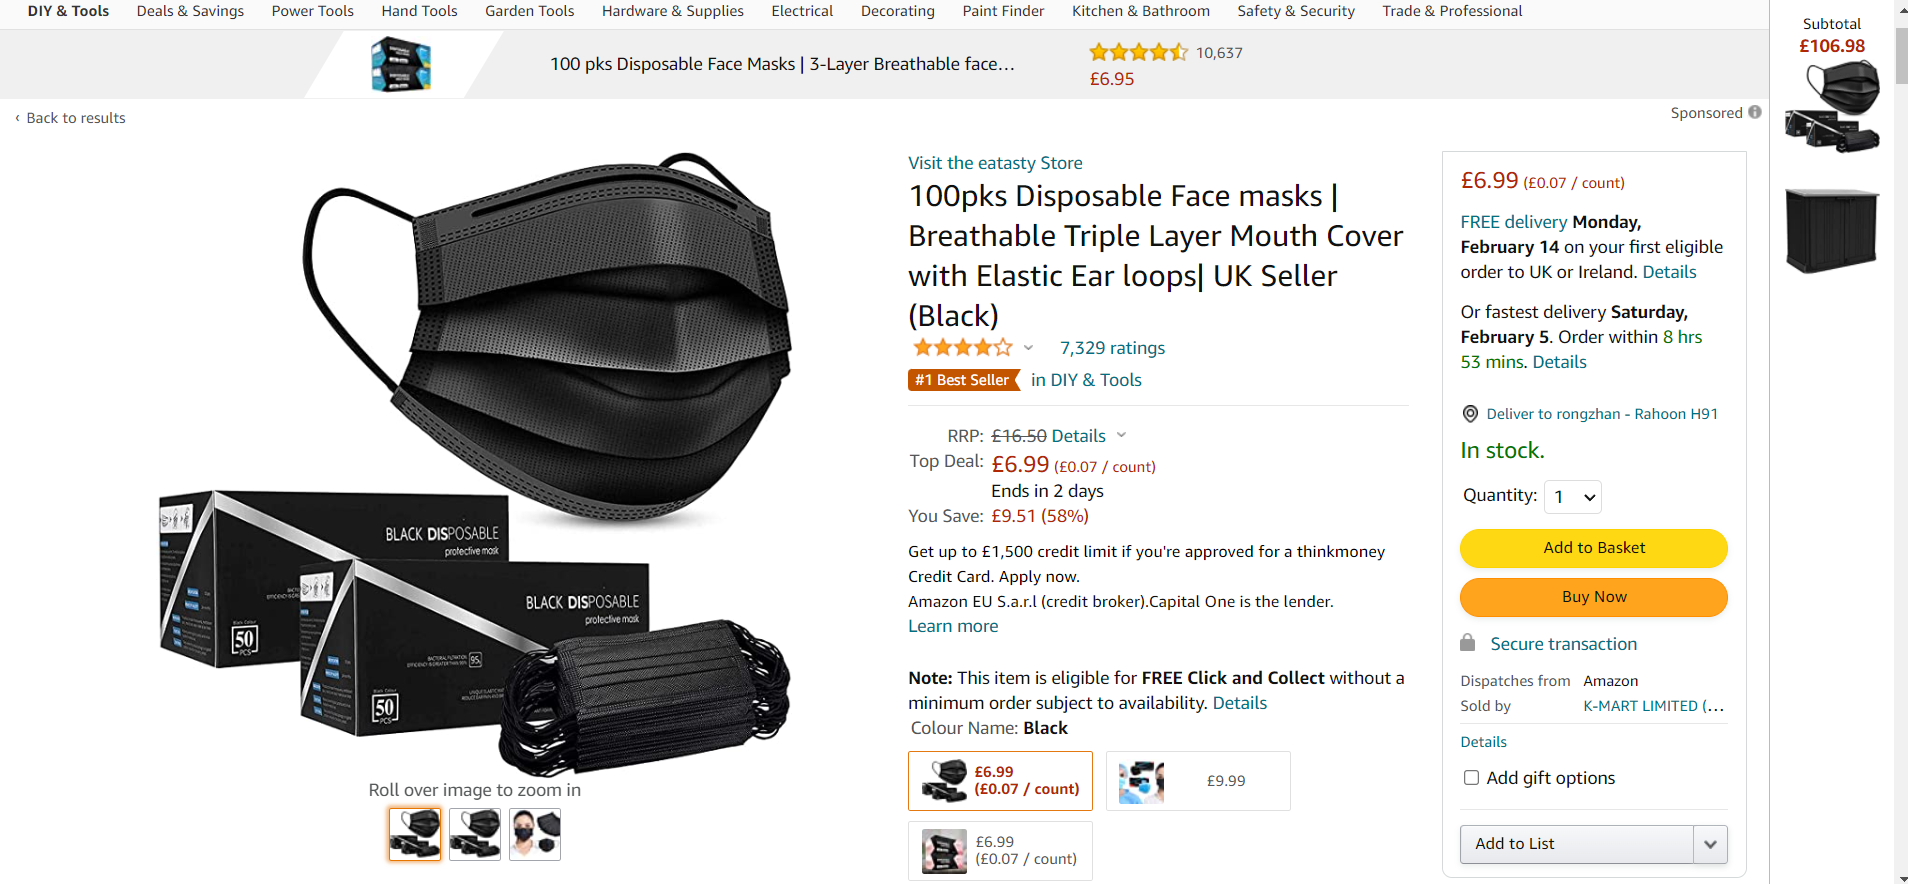 DIY & Tools Deals & Savings Power Tools Hand Tools Garden Tools Hardware & Supplies Electrical Decorating Paint Finder Kitchen & Bathroom Safety & Security Trade & Professional
100 pks Disposable Face Masks | 3-Layer Breathable face…
10,637
£6.95
Sponsored
‹ Back to results
BLACK DISPOSABLE
protective mask
50
PCS
BLACK DISPOSABLE
protective mask
BACTERIAL FILTRATION
EFFICIENCY IS GREATER THAN 95%
95
50
PCS
Roll over image to zoom in
Visit the eatasty Store
100pks Disposable Face masks |
Breathable Triple Layer Mouth Cover
with Elastic Ear loops| UK Seller
(Black)
7,329 ratings
#1 Best Seller in DIY & Tools
RRP: £16.50 Details
Top Deal: £6.99 (£0.07 / count)
Ends in 2 days
You Save: £9.51 (58%)
Get up to £1,500 credit limit if you're approved for a thinkmoney
Credit Card. Apply now.
Amazon EU S.a.r.l (credit broker).Capital One is the lender.
Learn more
Note: This item is eligible for FREE Click and Collect without a
minimum order subject to availability. Details
Colour Name: Black
£6.99
(£0.07 / count)
£9.99
£6.99
(£0.07 / count)
£6.99 (£0.07 / count)
FREE delivery Monday,
February 14 on your first eligible
order to UK or Ireland. Details
Or fastest delivery Saturday,
February 5. Order within 8 hrs
53 mins. Details
Deliver to rongzhan - Rahoon H91
In stock.
Quantity: 1
Add to Basket
Buy Now
Secure transaction
Dispatches from Amazon
Sold by K-MART LIMITED (…
Details
Add gift options
Add to List
Subtotal
£106.98